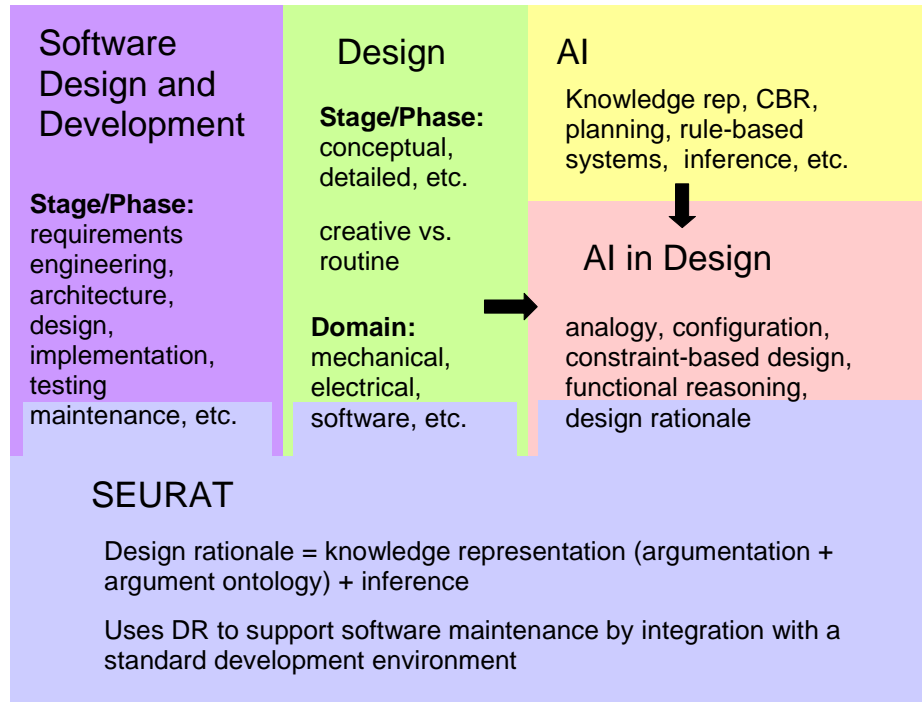 Software
Design and
Development
Stage/Phase:
requirements
engineering,
architecture,
design,
implementation,
testing
maintenance, etc.
Design
Stage/Phase:
conceptual,
detailed, etc.
creative vs.
routine
Domain:
mechanical,
electrical,
software, etc.
AI
Knowledge rep, CBR,
planning, rule-based
systems, inference, etc.
AI in Design
analogy, configuration,
constraint-based design,
functional reasoning,
design rationale
SEURAT
Design rationale = knowledge representation (argumentation +
argument ontology) + inference
Uses DR to support software maintenance by integration with a
standard development environment